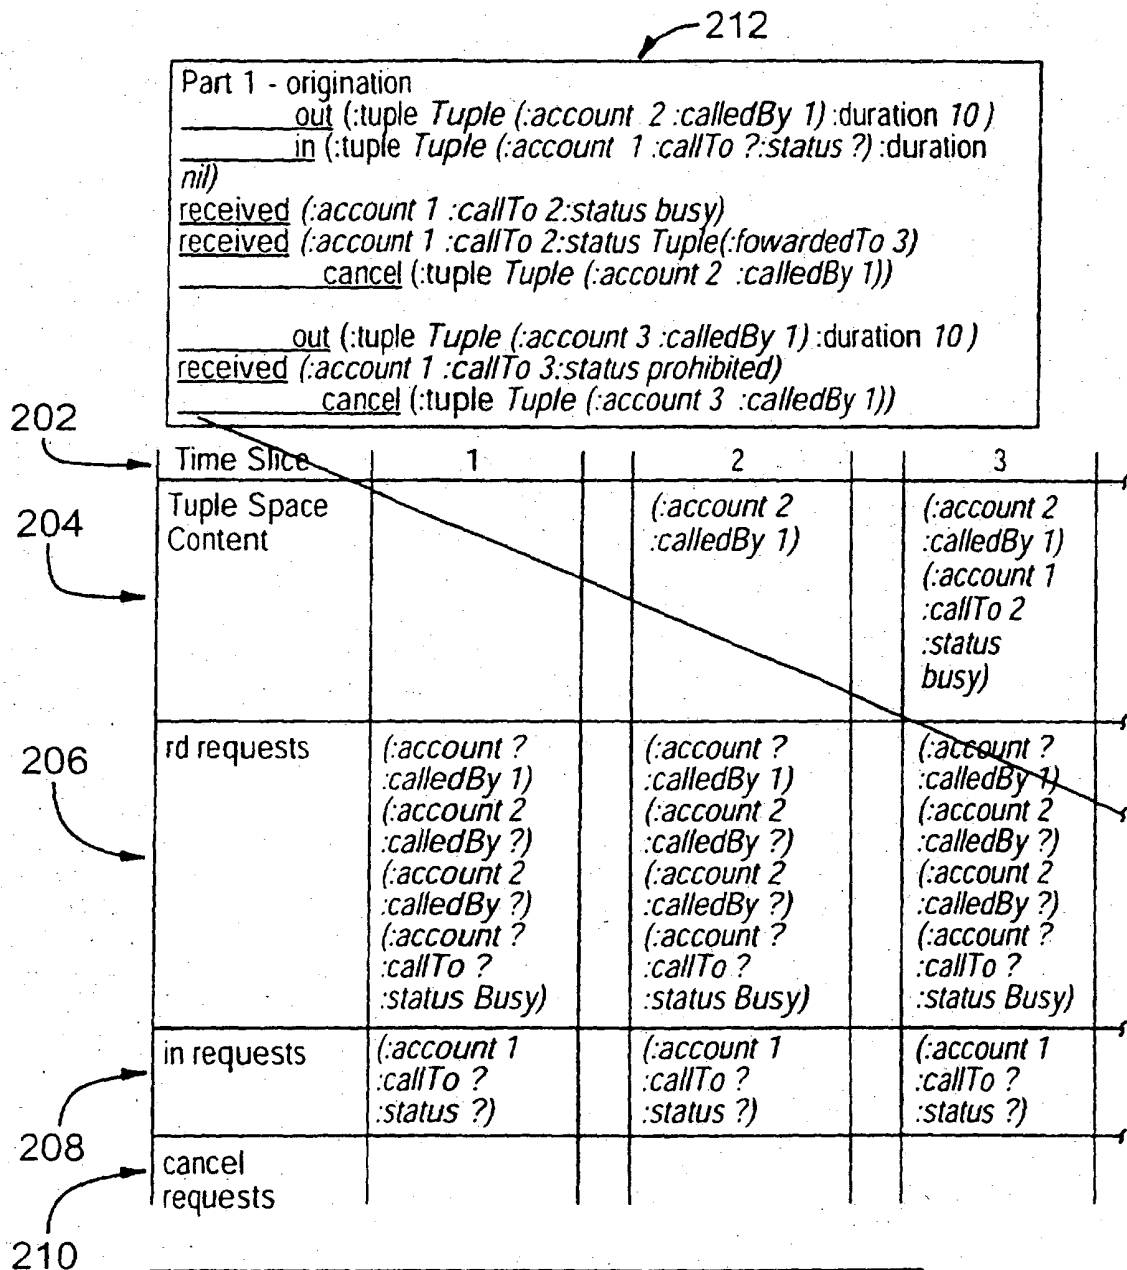 212
Part 1 - origination
out (:tuple Tuple (:account 2 :calledBy 1) :duration 10 )
in (:tuple Tuple (:account 1 :callTo ?:status ?) :duration
nil)
received (:account 1 :callTo 2:status busy)
received (:account 1 :callTo 2:status Tuple(:fowardedTo 3)
cancel (:tuple Tuple (:account 2 :calledBy 1))
out (:tuple Tuple (:account 3 :calledBy 1) :duration 10 )
received (:account 1 :callTo 3:status prohibited)
cancel (:tuple Tuple (:account 3 :calledBy 1))
202
Time Slice 1 2 3
204
Tuple Space
Content
(:account 2
:calledBy 1)
(:account 2
:calledBy 1)
(:account 1
:callTo 2
:status
busy)
206
rd requests
(:account ?
:calledBy 1)
(:account 2
:calledBy ?)
(:account 2
:calledBy ?)
(:account ?
:callTo ?
:status Busy)
(:account ?
:calledBy 1)
(:account 2
:calledBy ?)
(:account 2
:calledBy ?)
(:account ?
:callTo ?
:status Busy)
(:account ?
:calledBy 1)
(:account 2
:calledBy ?)
(:account 2
:calledBy ?)
(:account ?
:callTo ?
:status Busy)
208
in requests
(:account 1
:callTo ?
:status ?)
(:account 1
:callTo ?
:status ?)
(:account 1
:callTo ?
:status ?)
210
cancel
requests